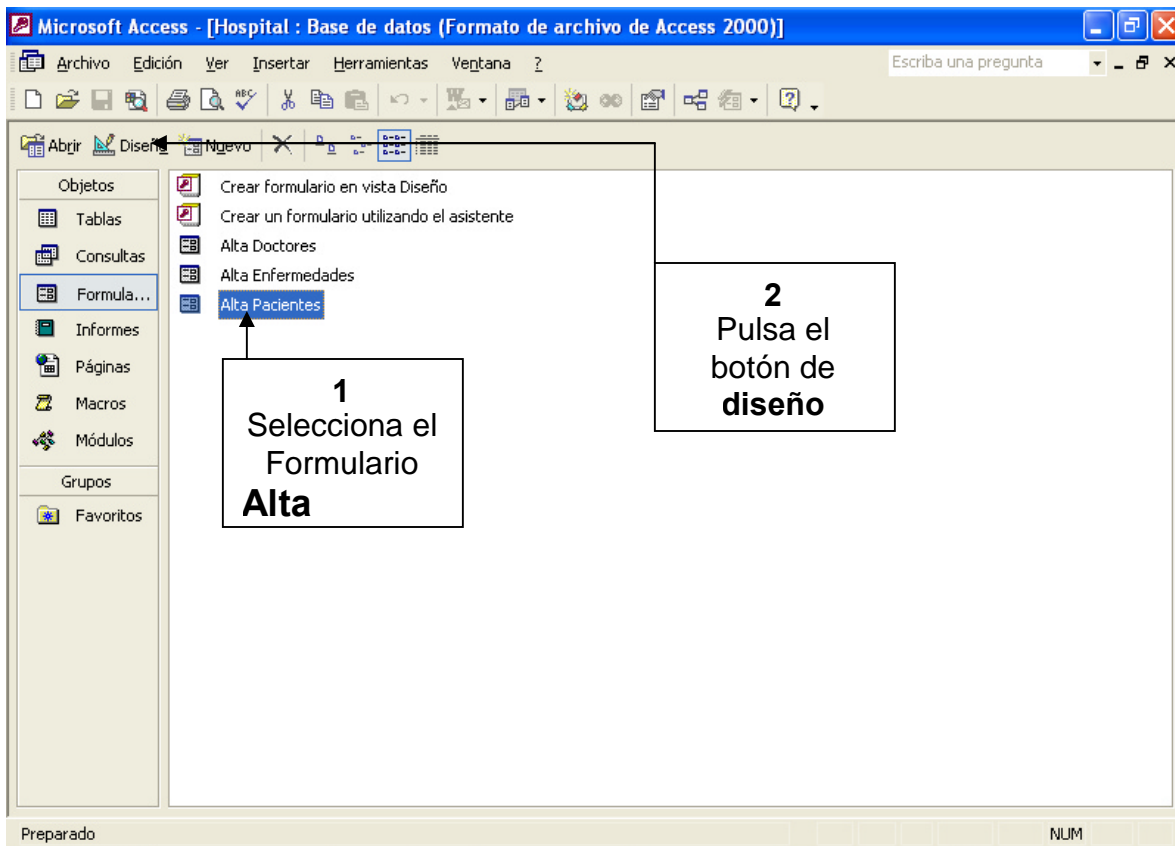 Microsoft Access - [Hospital : Base de datos (Formato de archivo de Access 2000)]
Archivo Edición Ver Insertar Herramientas Ventana ? Escriba una pregunta
Abrir Diseño Nuevo
Objetos
Tablas
Consultas
Formula...
Informes
Páginas
Macros
Módulos
Grupos
Favoritos
Crear formulario en vista Diseño
Crear un formulario utilizando el asistente
Alta Doctores
Alta Enfermedades
Alta Pacientes
1
Selecciona el
Formulario
Alta
2
Pulsa el
botón de
diseño
Preparado NUM